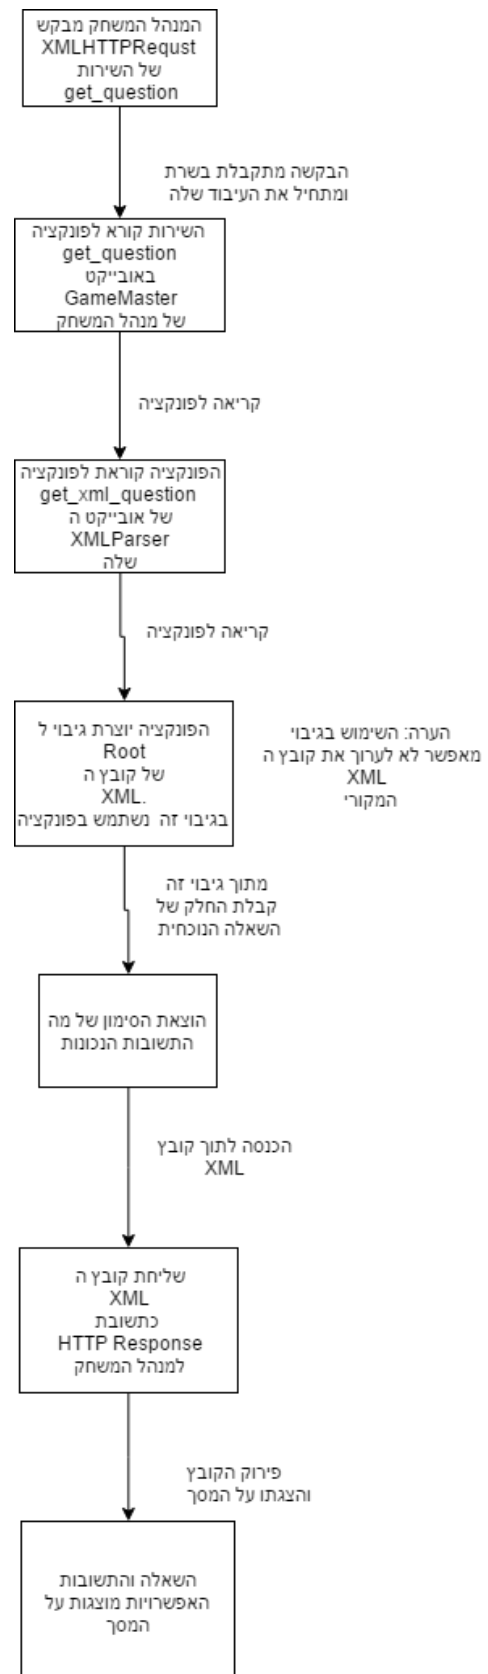 המנהל המשחק מבקש
XMLHTTPRequst
של השירות
get_question
הבקשה מתקבלת בשרת
ומתחיל את העיבוד שלה
השירות קורא לפונקציה
get_question
באובייקט
GameMaster
של מנהל המשחק
קריאה לפונקציה
הפונקציה קוראת לפונקציה
get_xml_question
של אובייקט ה
XMLParser
שלה
קריאה לפונקציה
הפונקציה יוצרת גיבוי ל
Root
של קובץ ה
XML.
בגיבוי זה נשתמש בפונקציה
הערה: השימוש בגיבוי
מאפשר לא לערוך את קובץ ה
XML
המקורי
מתוך גיבוי זה
קבלת החלק של
השאלה הנוכחית
הוצאת הסימון של מה
התשובות הנכונות
הכנסה לתוך קובץ
XML
שליחת קובץ ה
XML
כתשובת
HTTP Response
למנהל המשחק
פירוק הקובץ
והצגתו על המסך
השאלה והתשובות
האפשרויות מוצגות על
המסך